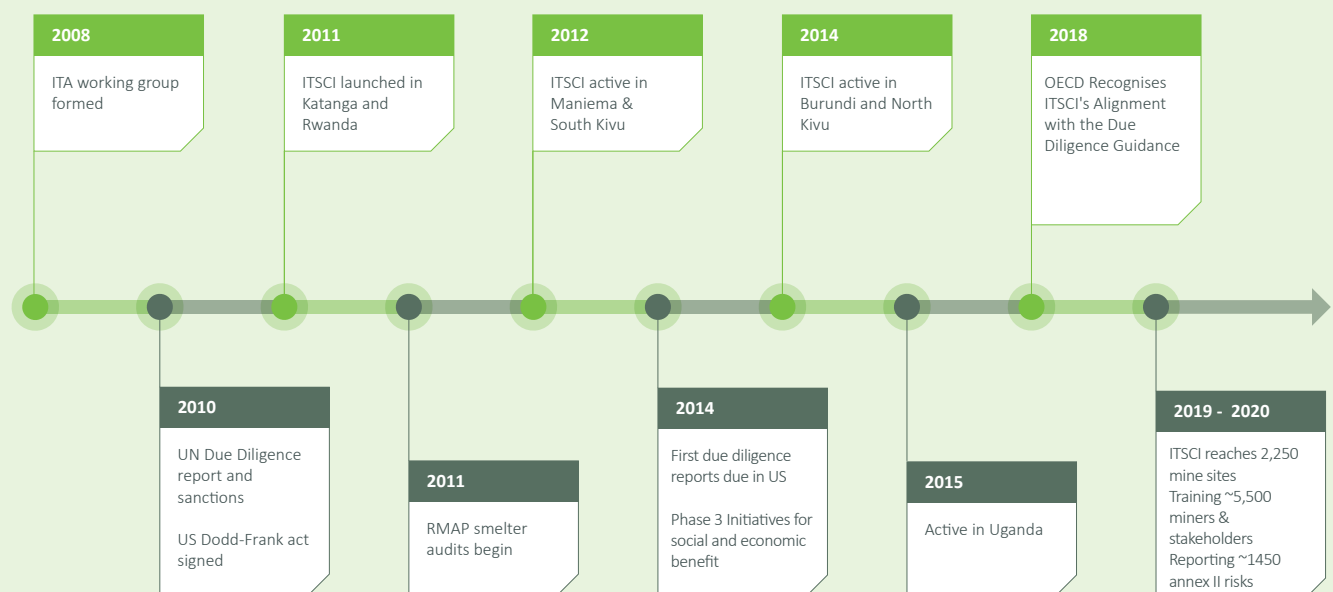 2008
ITA working group
formed
2011
ITSCI launched in
Katanga and
Rwanda
2012
ITSCI active in
Maniema &
South Kivu
2014
ITSCI active in
Burundi and North
Kivu
2018
OECD Recognises
ITSCI's Alignment
with the Due
Diligence Guidance
2010
UN Due Diligence
report and
sanctions
US Dodd-Frank act
signed
2011
RMAP smelter
audits begin
2014
First due diligence
reports due in US
Phase 3 Initiatives for
social and economic
benefit
2015
Active in Uganda
2019 - 2020
ITSCI reaches 2,250
mine sites
Training ~5,500
miners &
stakeholders
Reporting ~1450
annex II risks